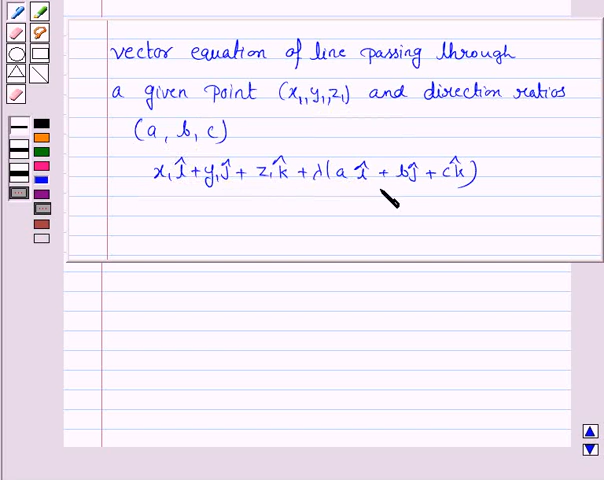 vector equation of line passing through
a given point (x₁,y₁,z₁) and direction ratios
(a, b, c)
x₁î+y₁ĵ+ z₁k̂ +λ(a î + bĵ + ck̂)